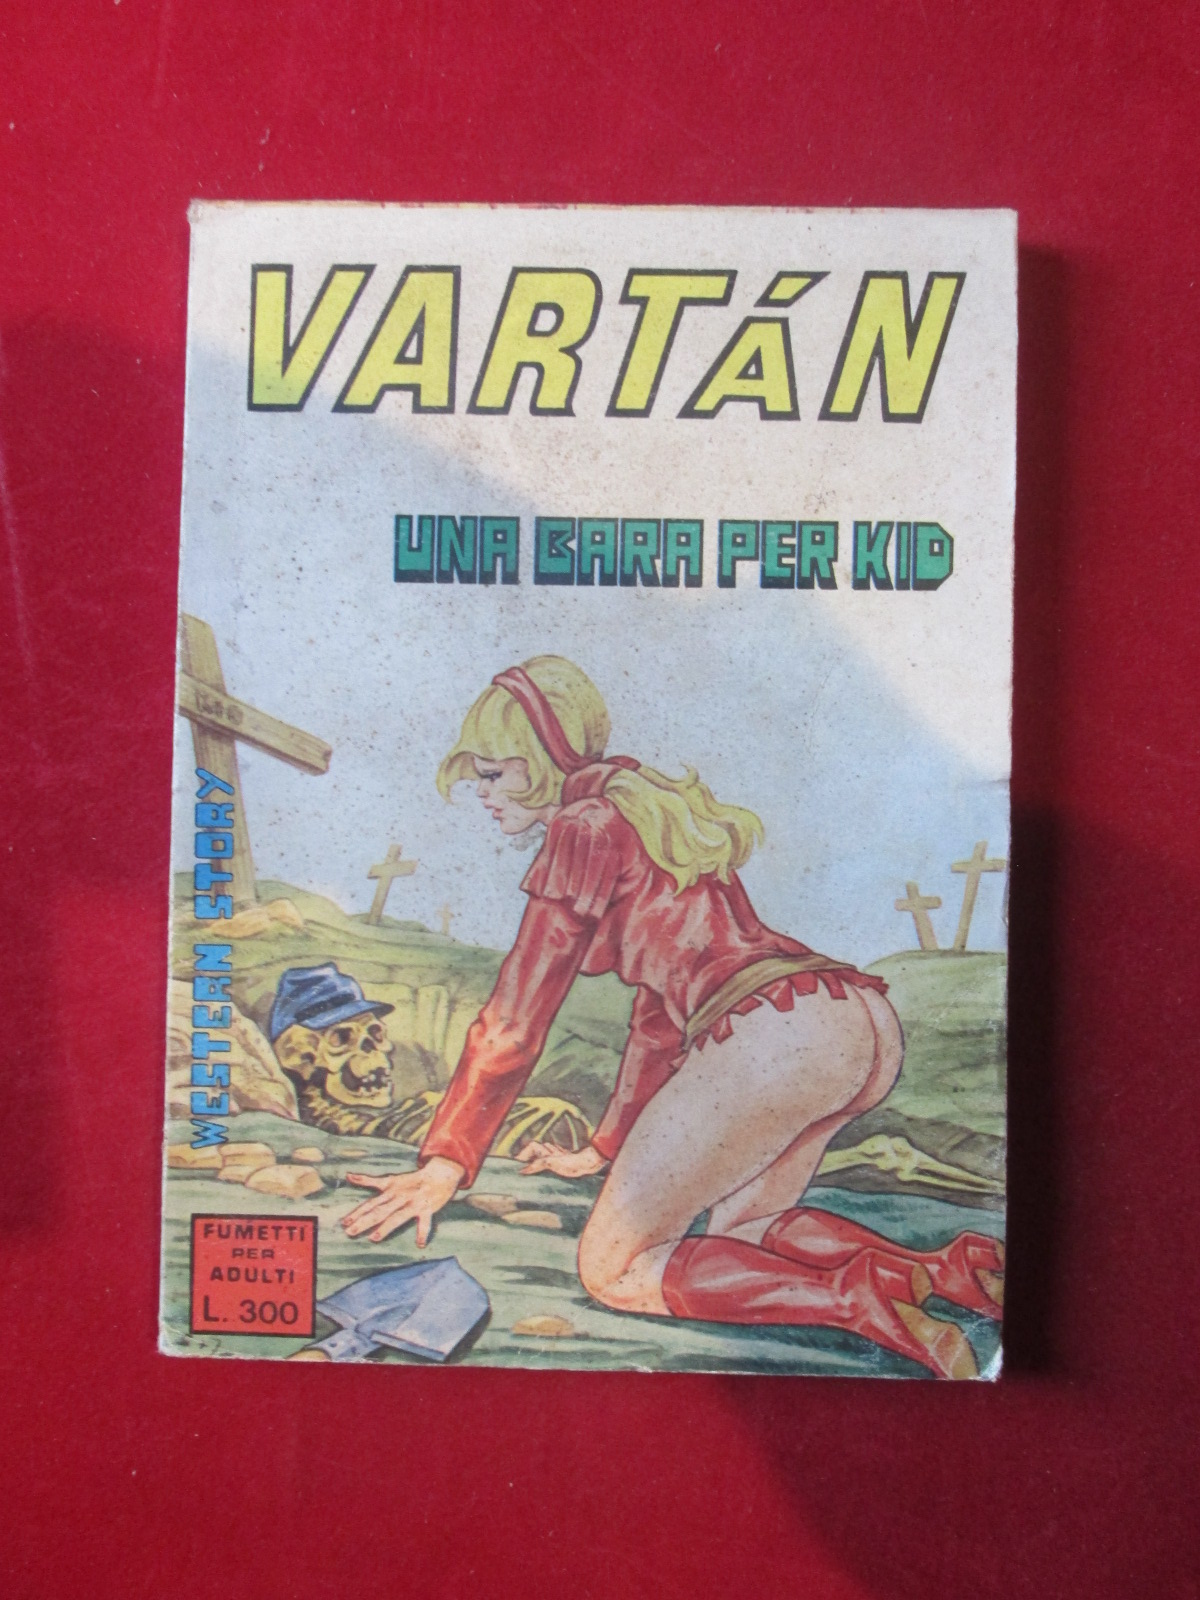 VARTÁN
UNA BARA PER KID
WESTERN STORY
FUMETTI
PER
ADULTI
L. 300